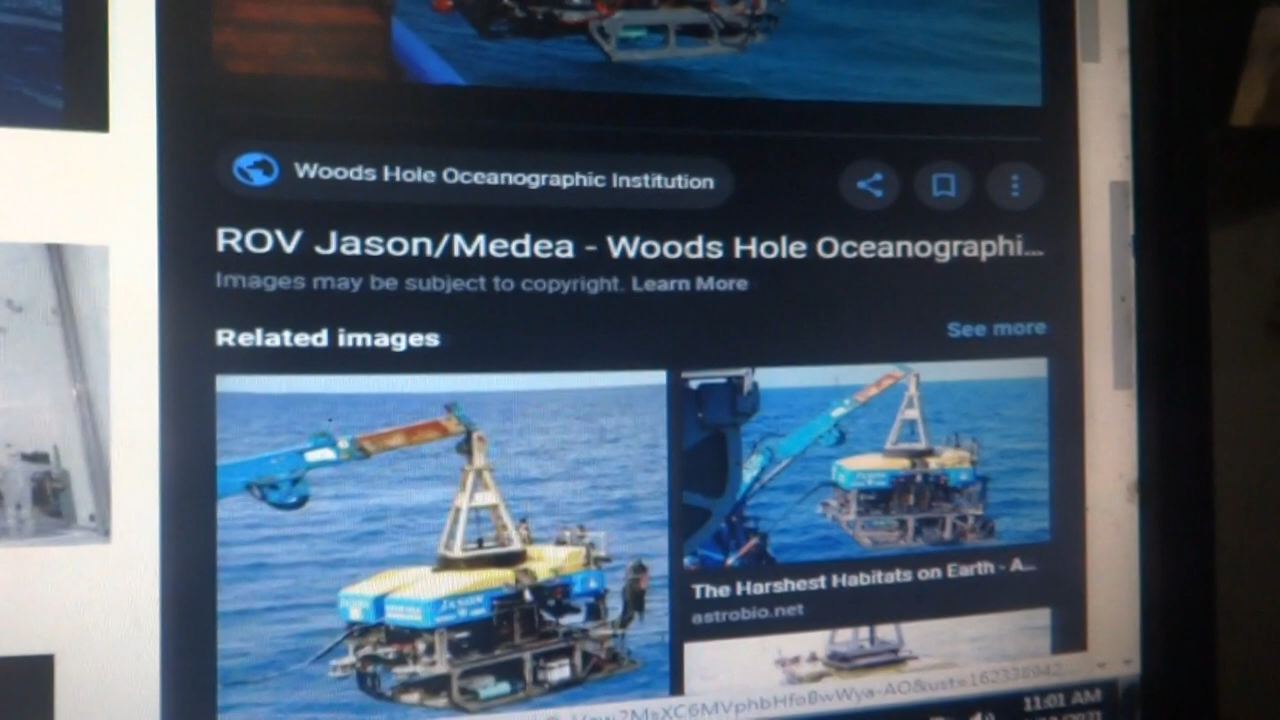 Woods Hole Oceanographic Institution
ROV Jason/Medea - Woods Hole Oceanographi...
Images may be subject to copyright. Learn More
Related images
See more
JASON
The Harshest Habitats on Earth - A...
astrobio.net
11:01 AM